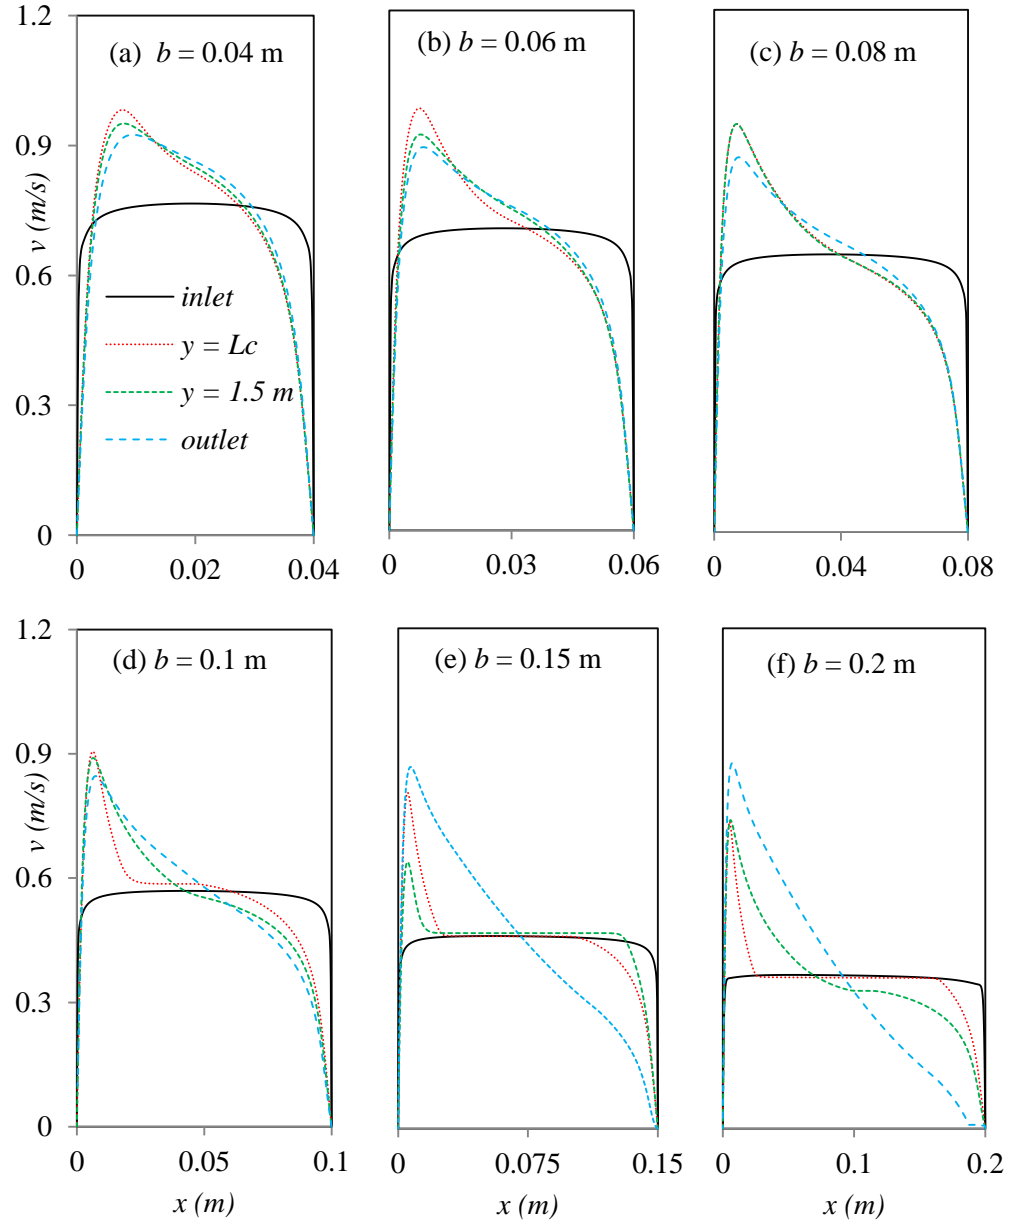 1.2
(a) b = 0.04 m
(b) b = 0.06 m
(c) b = 0.08 m
0.9
v (m/s)
0.6
inlet
y = Lc
0.3
y = 1.5 m
outlet
0
0 0.02 0.04
0 0.03 0.06
0 0.04 0.08
1.2
(d) b = 0.1 m
(e) b = 0.15 m
(f) b = 0.2 m
0.9
v (m/s)
0.6
0.3
0
0 0.05 0.1
0 0.075 0.15
0 0.1 0.2
x (m)
x (m)
x (m)